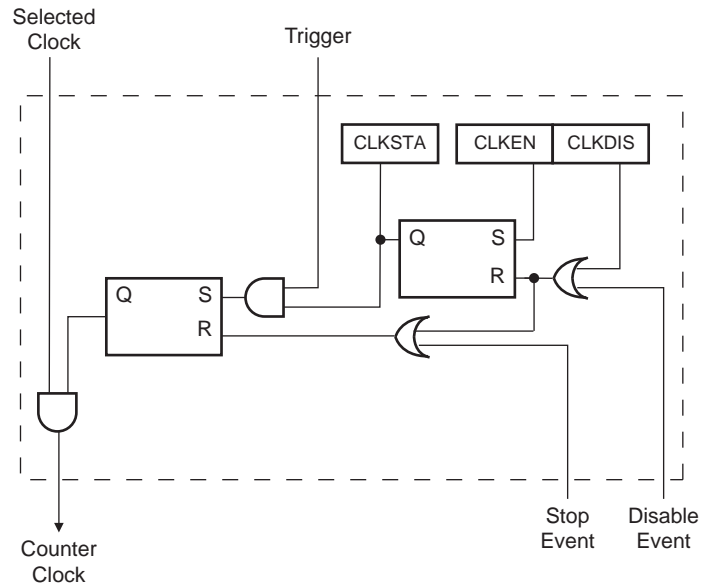 Selected
Clock
Trigger
CLKSTA
CLKEN
CLKDIS
Q
S
R
Q
S
R
Stop
Event
Disable
Event
Counter
Clock